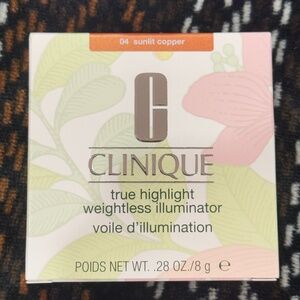 04 sunlit copper
C
CLINIQUE
true highlight
weightless illuminator
voile d'illumination
POIDS NET WT. .28 OZ./8 g ℮